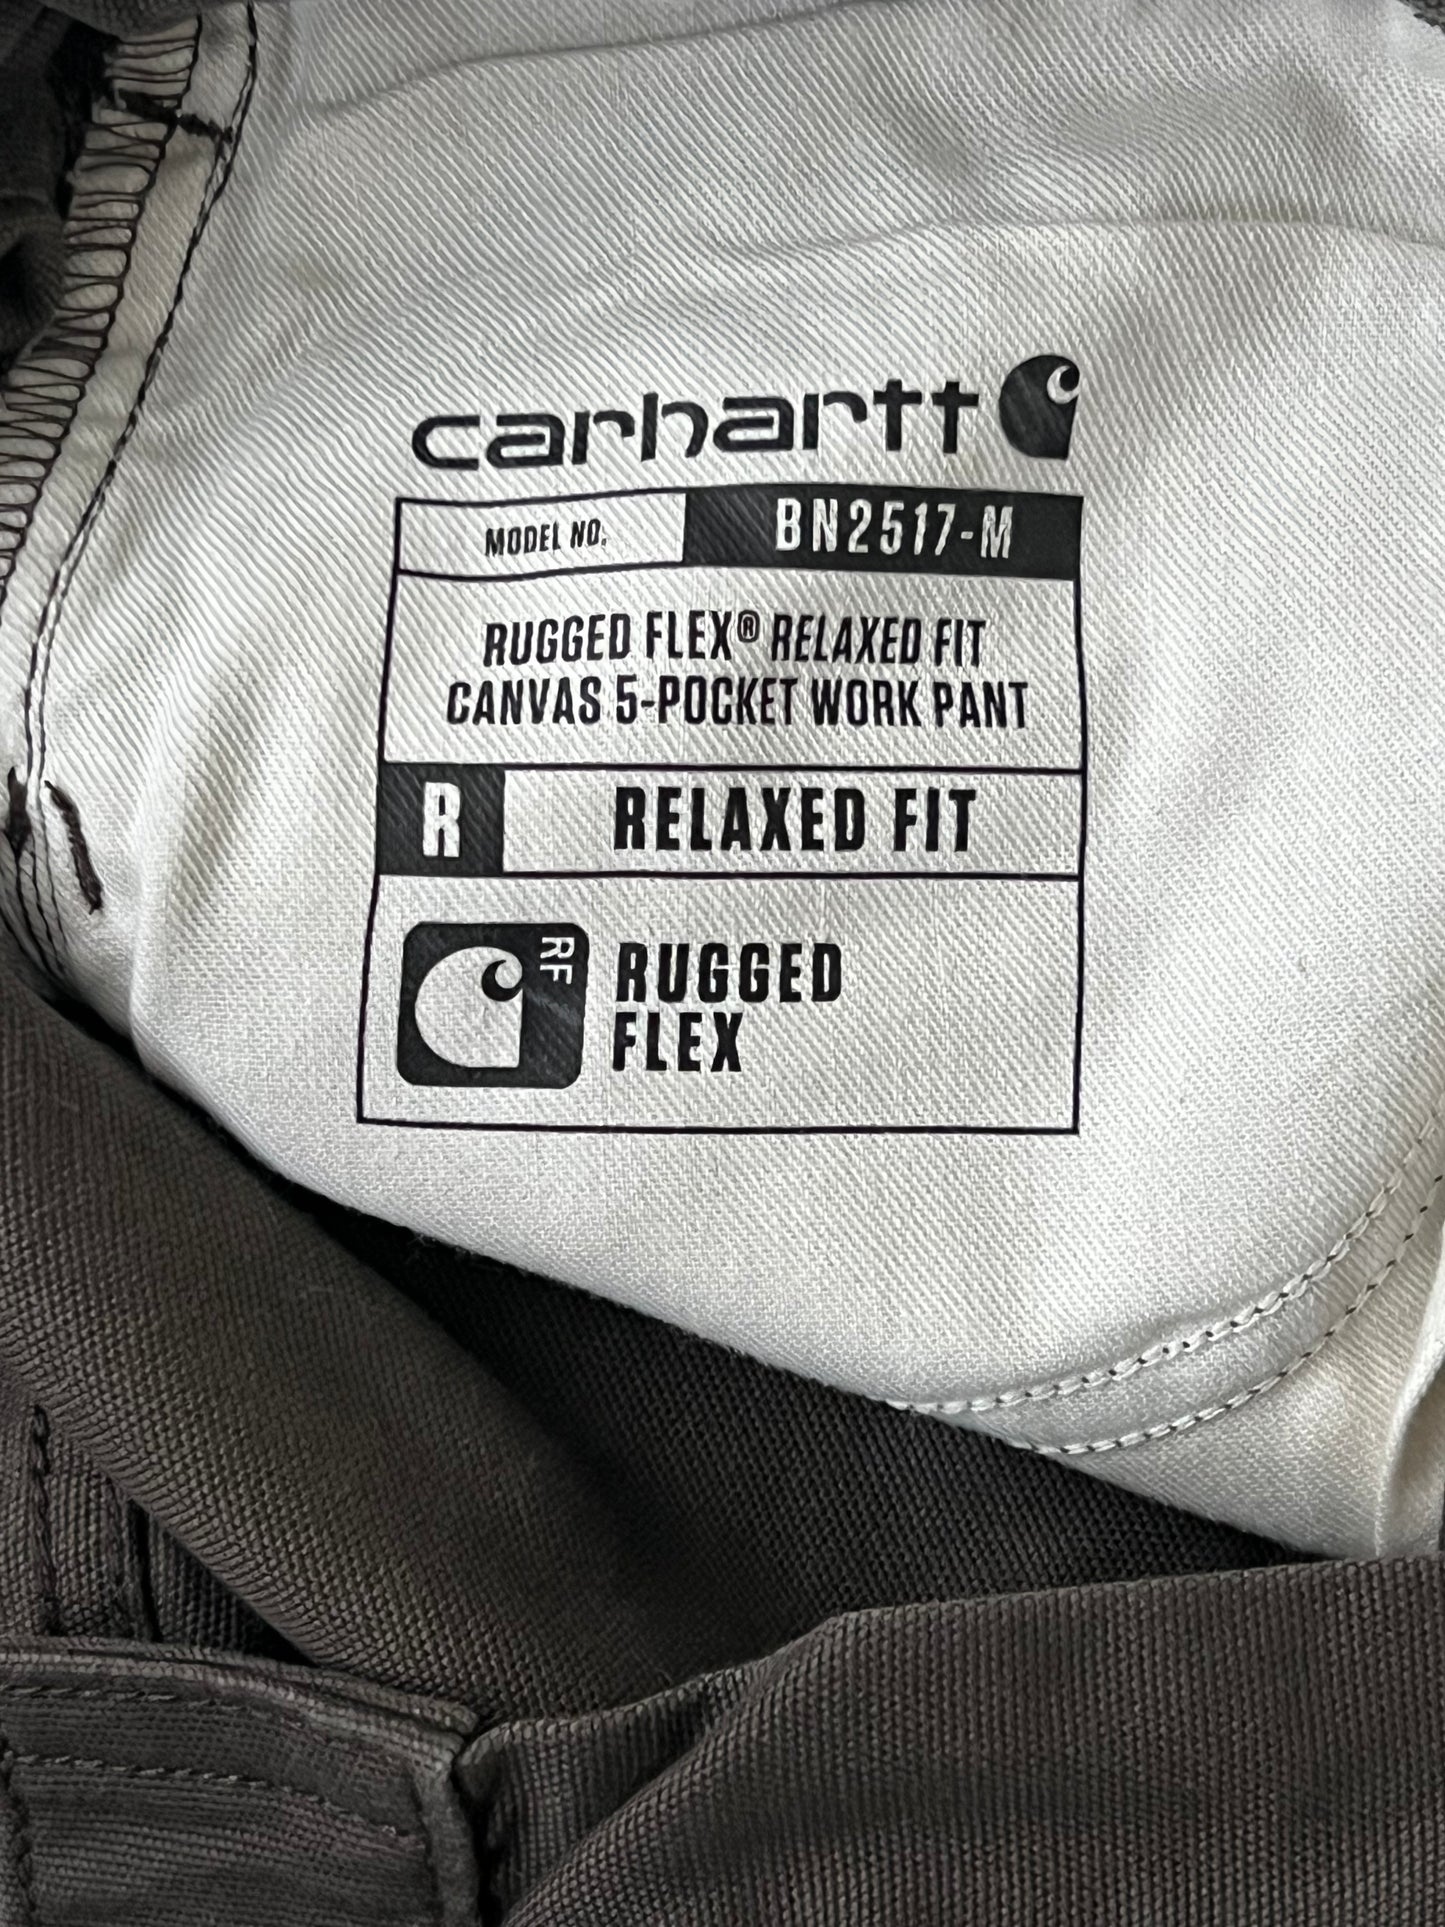 carhartt
MODEL NO. BN2517-M
RUGGED FLEX® RELAXED FIT
CANVAS 5-POCKET WORK PANT
R RELAXED FIT
RF
RUGGED
FLEX